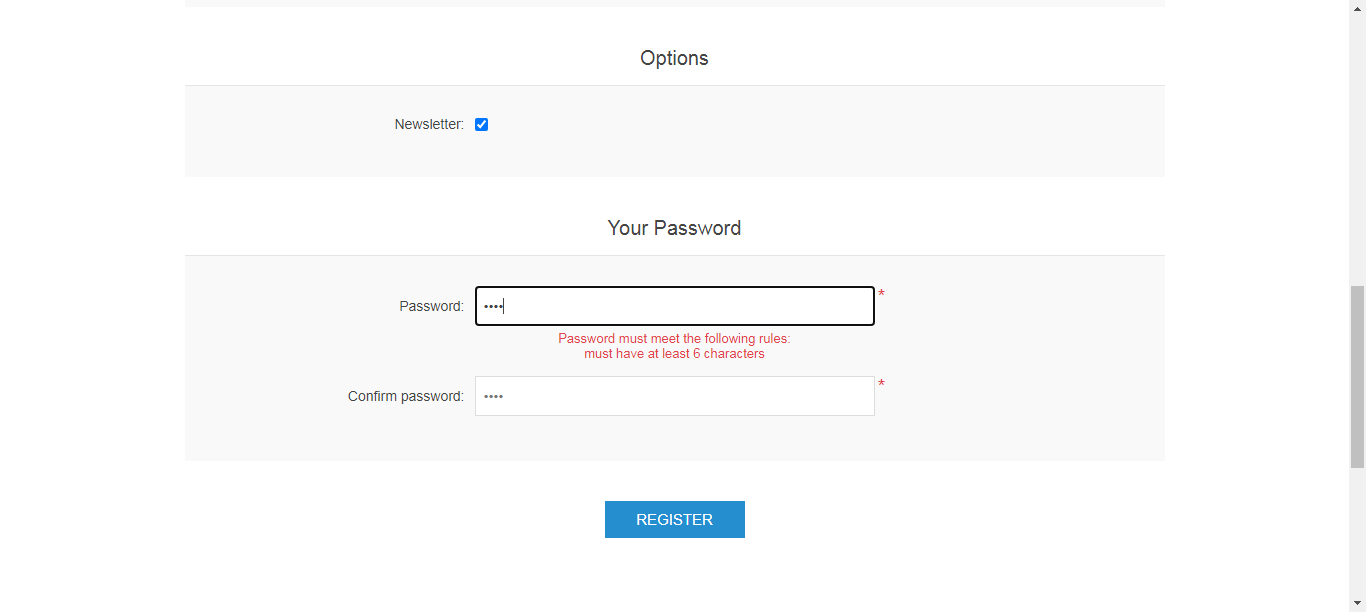 Options
Newsletter:
Your Password
Password: •••• *
Password must meet the following rules:
must have at least 6 characters
Confirm password: •••• *
REGISTER